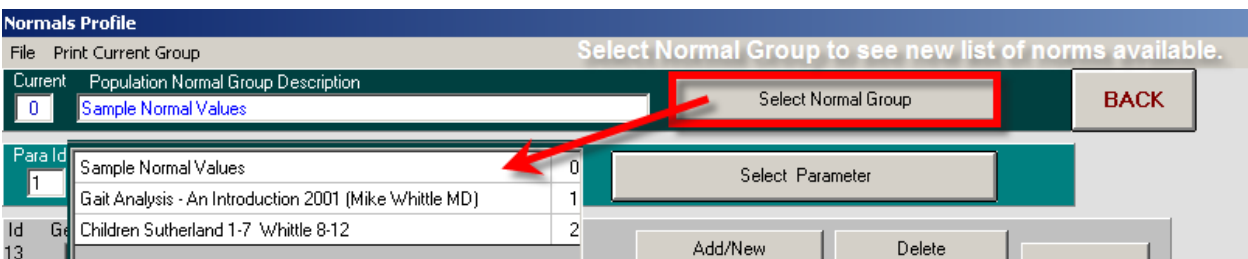 Normals Profile
File Print Current Group
Select Normal Group to see new list of norms available.
Current Population Normal Group Description
0 Sample Normal Values
Select Normal Group
BACK
Para Id
1
Sample Normal Values 0
Gait Analysis - An Introduction 2001 (Mike Whittle MD) 1
Children Sutherland 1-7 Whittle 8-12 2
Select Parameter
Id Ge
13
Add/New
Delete